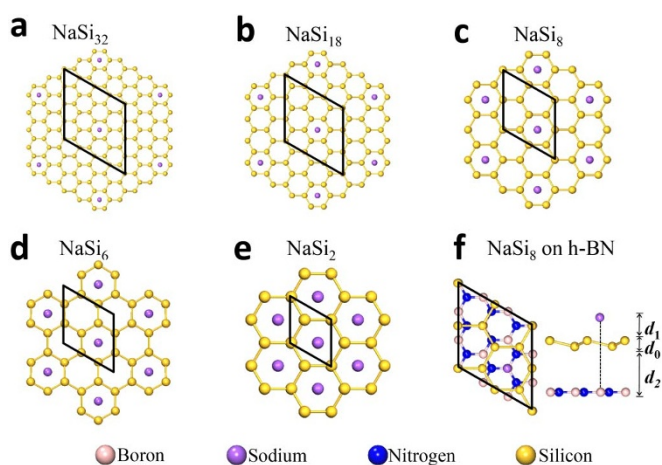 a NaSi₃₂
b NaSi₁₈
c NaSi₈
d NaSi₆
e NaSi₂
f NaSi₈ on h-BN
d₁
d₀
d₂
Boron Sodium Nitrogen Silicon